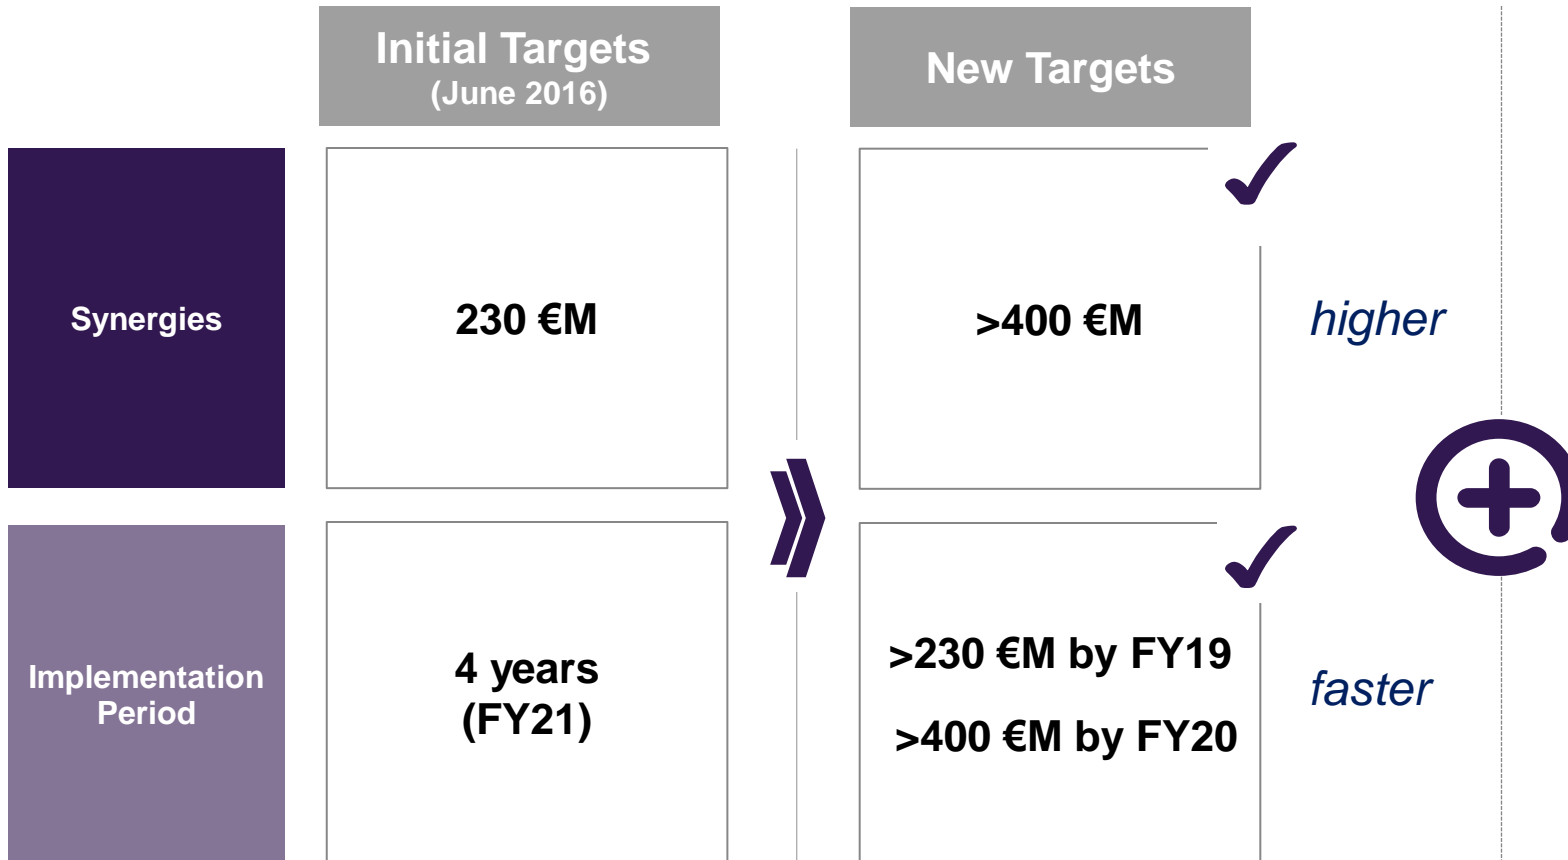 Initial Targets
(June 2016)
New Targets
Synergies
230 €M
>400 €M
higher
Implementation
Period
4 years
(FY21)
>230 €M by FY19
>400 €M by FY20
faster